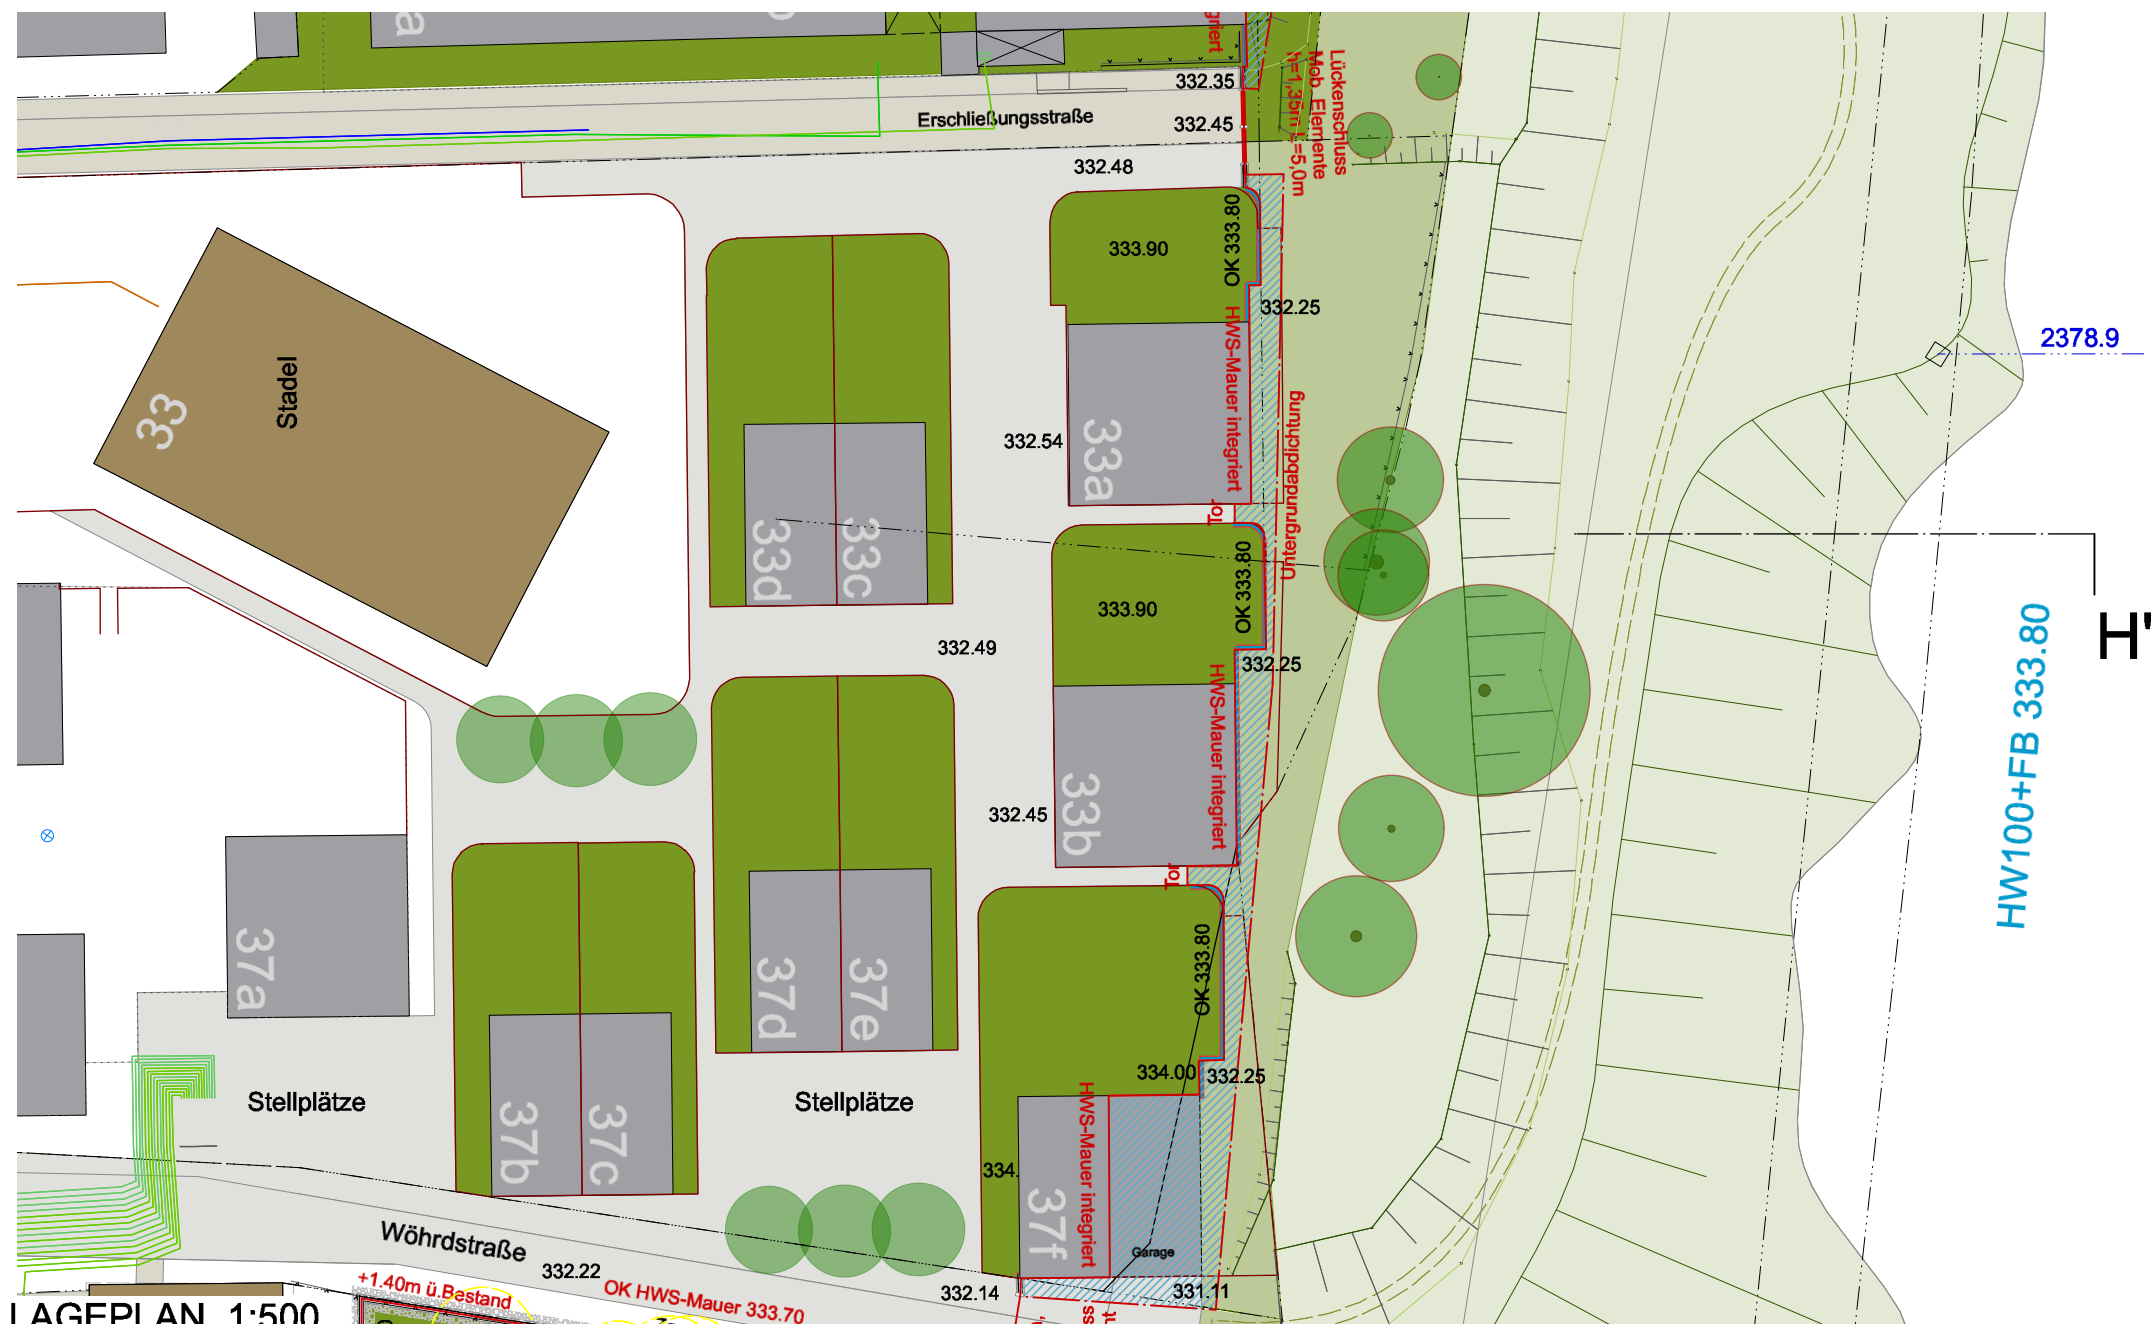 a
griert
332.35
Erschließungsstraße
332.45
Lückenschluss
Mob. Elemente
332.48
333.90
OK 333.80
332.25
HWS-Mauer integriert
2378.9
33
Stadel
332.54
33a
Untergrundabdichtung
Tor
33d
33c
333.90
OK 333.80
332.49
332.25
HWS-Mauer integriert
H'
HW100+FB 333.80
332.45
33b
Tor
37a
37d
37e
OK 333.80
334.00
332.25
Stellplätze
Stellplätze
37b
37c
HWS-Mauer integriert
334.
37f
Garage
Wöhrdstraße
332.22
332.14
331.11
+1.40m ü.Bestand
OK HWS-Mauer 333.70
LAGEPLAN 1:500